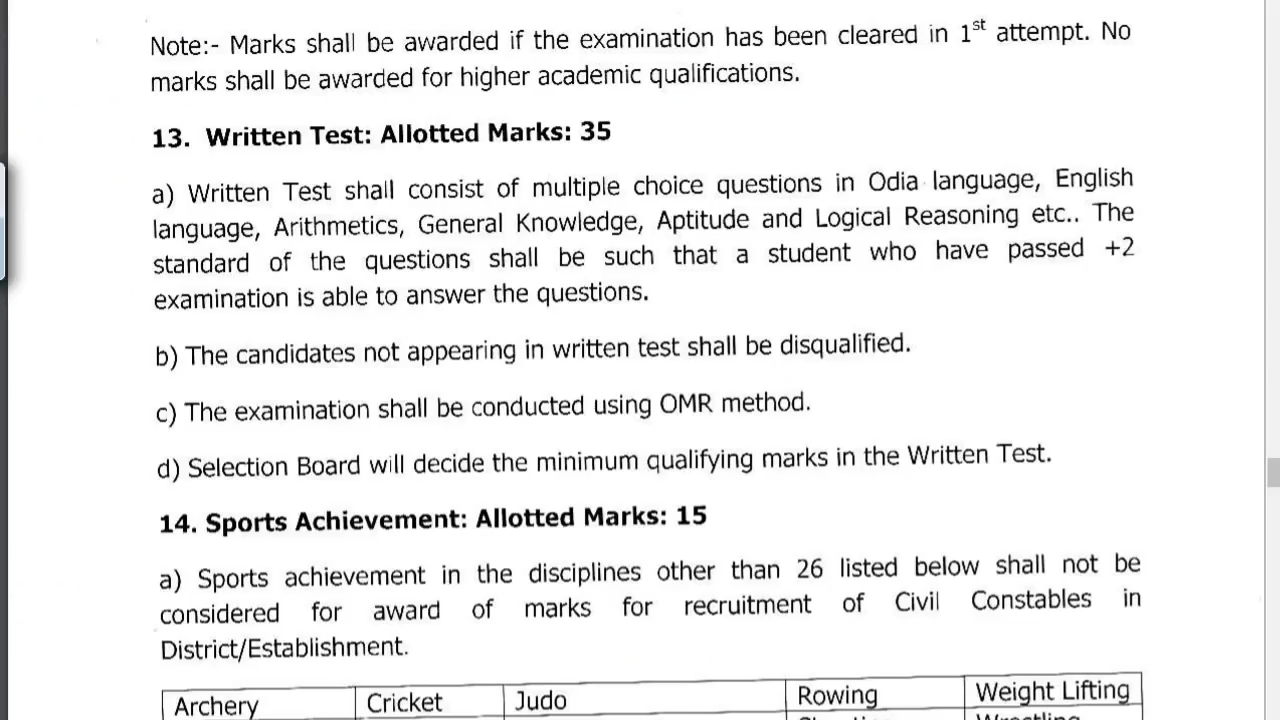 Note:- Marks shall be awarded if the examination has been cleared in 1st attempt. No
marks shall be awarded for higher academic qualifications.
13. Written Test: Allotted Marks: 35
a) Written Test shall consist of multiple choice questions in Odia language, English
language, Arithmetics, General Knowledge, Aptitude and Logical Reasoning etc.. The
standard of the questions shall be such that a student who have passed +2
examination is able to answer the questions.
b) The candidates not appearing in written test shall be disqualified.
c) The examination shall be conducted using OMR method.
d) Selection Board will decide the minimum qualifying marks in the Written Test.
14. Sports Achievement: Allotted Marks: 15
a) Sports achievement in the disciplines other than 26 listed below shall not be
considered for award of marks for recruitment of Civil Constables in
District/Establishment.
Archery Cricket Judo Rowing Weight Lifting